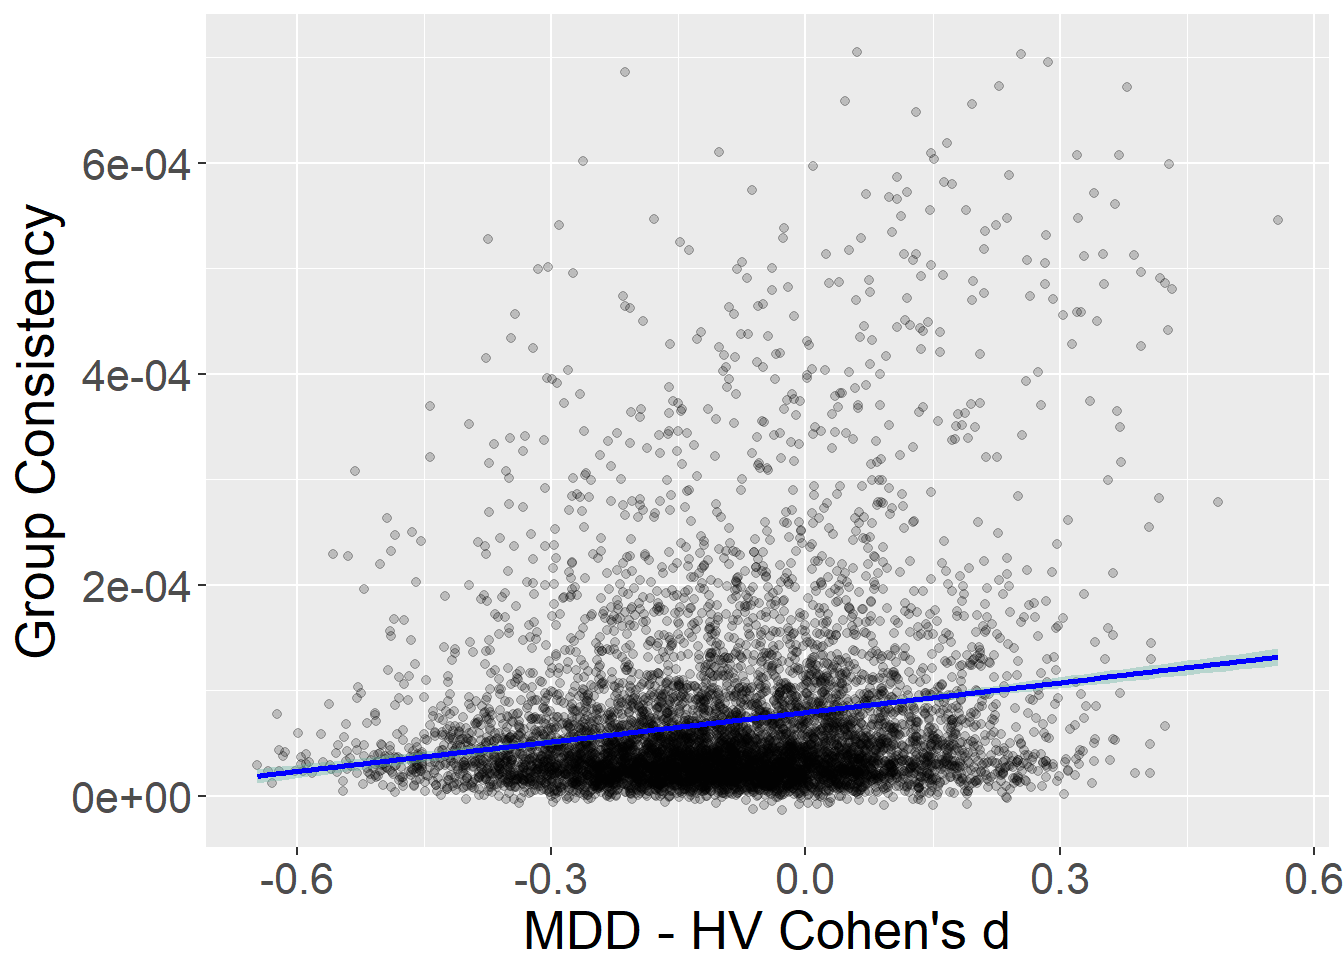 Group Consistency
6e-04
4e-04
2e-04
0e+00
-0.6 -0.3 0.0 0.3 0.6
MDD - HV Cohen's d